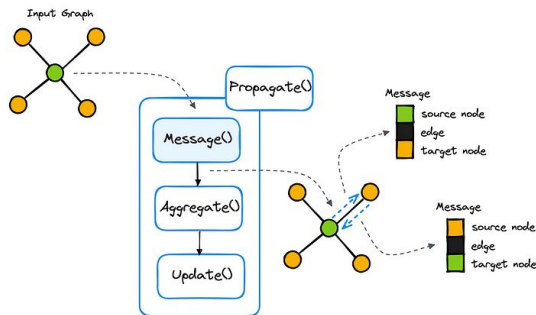 Input Graph
Propagate()
Message()
Aggregate()
Update()
Message
source node
edge
target node
Message
source node
edge
target node